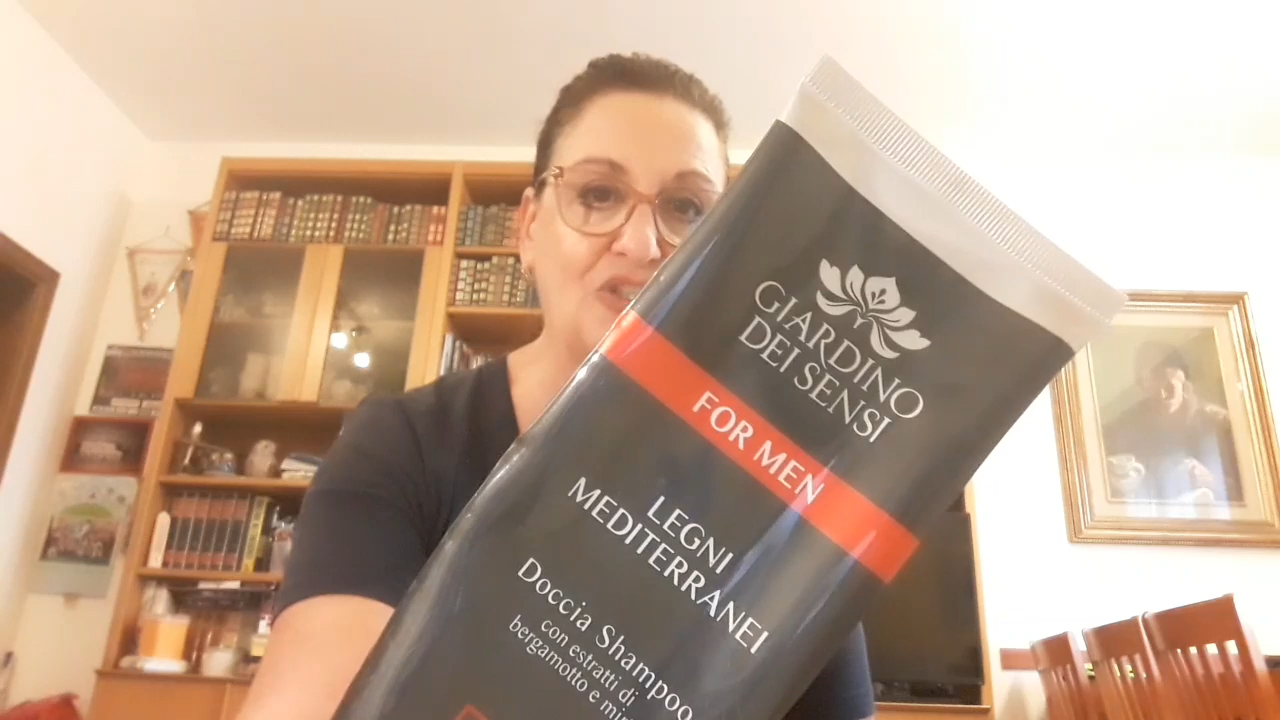 GIARDINO
DEI SENSI
FOR MEN
LEGNI
MEDITERRANEI
Doccia Shampoo
con estratti di
bergamotto e